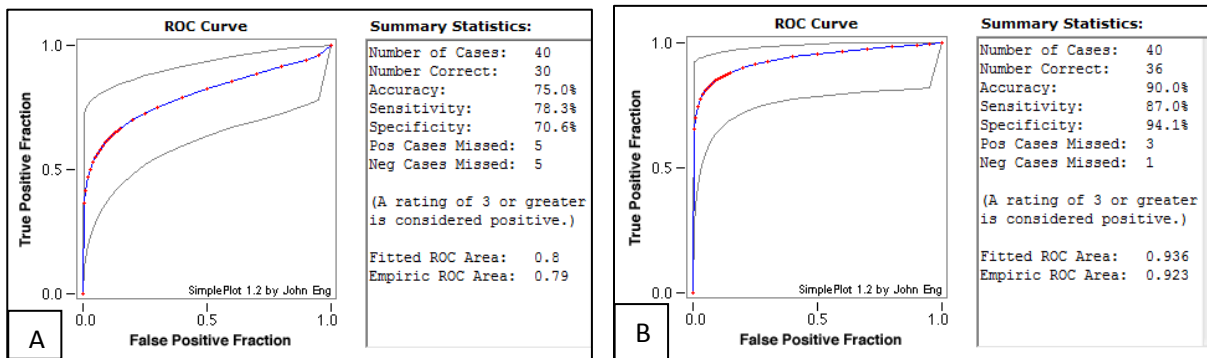 ROC Curve
1.0
0.5
0.0
True Positive Fraction
SimplePlot 1.2 by John Eng
0.0 0.5 1.0
False Positive Fraction
A
Summary Statistics:
Number of Cases: 40
Number Correct: 30
Accuracy: 75.0%
Sensitivity: 78.3%
Specificity: 70.6%
Pos Cases Missed: 5
Neg Cases Missed: 5
(A rating of 3 or greater
is considered positive.)
Fitted ROC Area: 0.8
Empiric ROC Area: 0.79
ROC Curve
1.0
0.5
0.0
True Positive Fraction
SimplePlot 1.2 by John Eng
0.0 0.5 1.0
False Positive Fraction
B
Summary Statistics:
Number of Cases: 40
Number Correct: 36
Accuracy: 90.0%
Sensitivity: 87.0%
Specificity: 94.1%
Pos Cases Missed: 3
Neg Cases Missed: 1
(A rating of 3 or greater
is considered positive.)
Fitted ROC Area: 0.936
Empiric ROC Area: 0.923